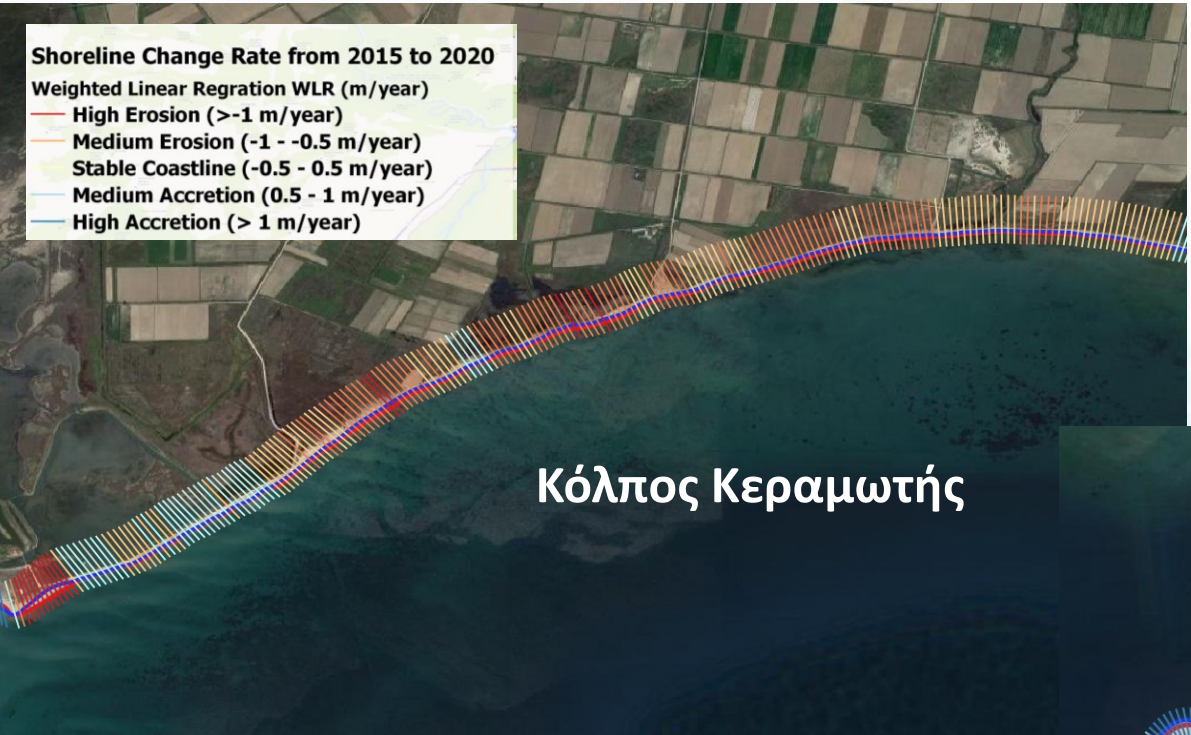 Shoreline Change Rate from 2015 to 2020
Weighted Linear Regration WLR (m/year)
High Erosion (>-1 m/year)
Medium Erosion (-1 - -0.5 m/year)
Stable Coastline (-0.5 - 0.5 m/year)
Medium Accretion (0.5 - 1 m/year)
High Accretion (> 1 m/year)
Κόλπος Κεραμωτής